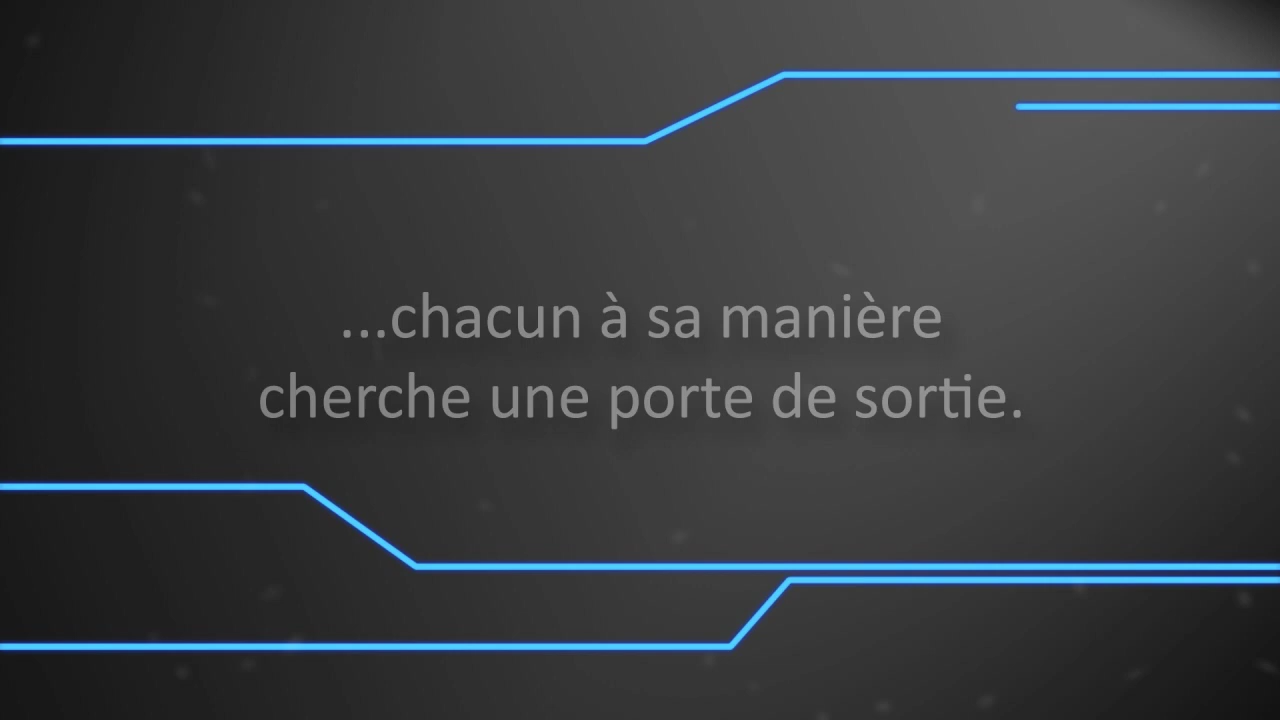 ...chacun à sa manière
cherche une porte de sortie.